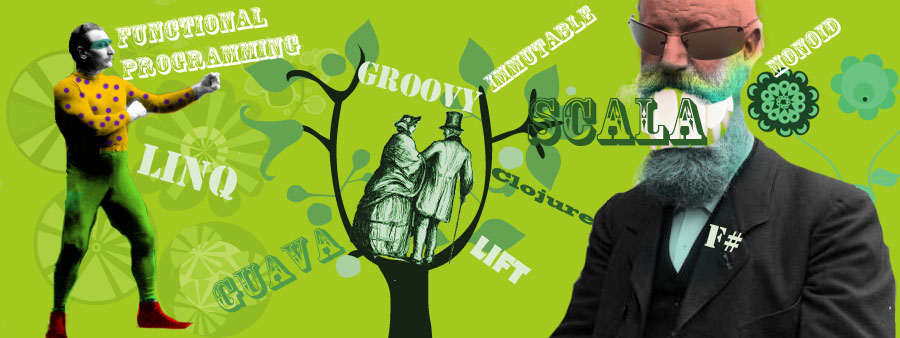 FUNCTIONAL
PROGRAMMING
LINQ
GUAVA
GROOVY
IMMUTABLE
SCALA
MONOID
Clojure
LIFT
F#